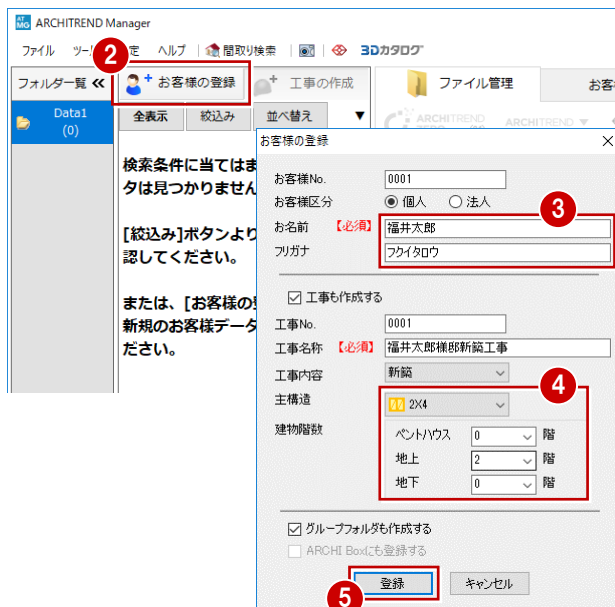 ARCHITREND Manager
ファイル ヘルプ 間取り検索 3Dカタログ
2
フォルダ一覧 お客様の登録 工事の作成 ファイル管理 お客
Data1
(0)
全表示 絞込み 並べ替え ARCHITREND ARCHITREND
検索条件に当てはま
タは見つかりません
[絞込み]ボタンより
認してください。
または、[お客様の
新規のお客様データ
ださい。
お客様の登録
お客様No. 0001
お客様区分 個人 法人
3
お名前 【必須】 福井太郎
フリガナ フクイタロウ
工事も作成する
工事No. 0001
工事名称 【必須】 福井太郎様邸新築工事
工事内容 新築
4
主構造 2X4
建物階数 ペントハウス 0 階
地上 2 階
地下 0 階
グループフォルダも作成する
ARCHI Boxにも登録する
5 登録 キャンセル